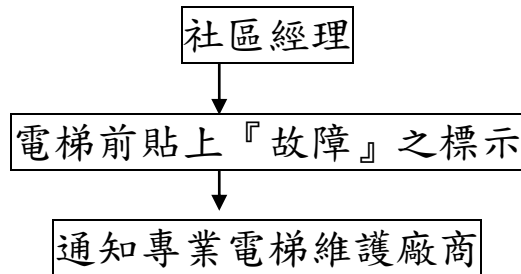 社區經理
電梯前貼上『故障』之標示
通知專業電梯維護廠商